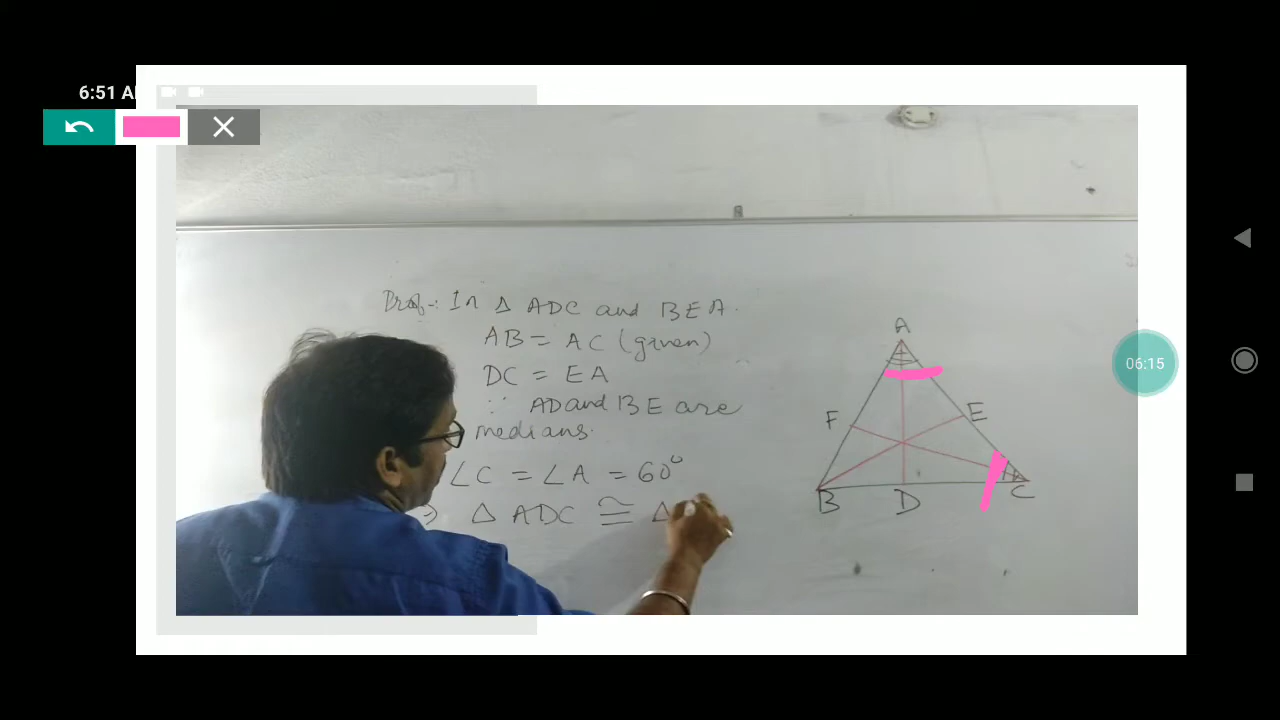 6:51 A
Proof:- In Δ ADC and BEA.
AB = AC (given)
DC = EA
∵ AD and BE are
medians.
∠C = ∠A = 60°
⇒ Δ ADC ≅ Δ
A
F
E
B
D
C
06:15